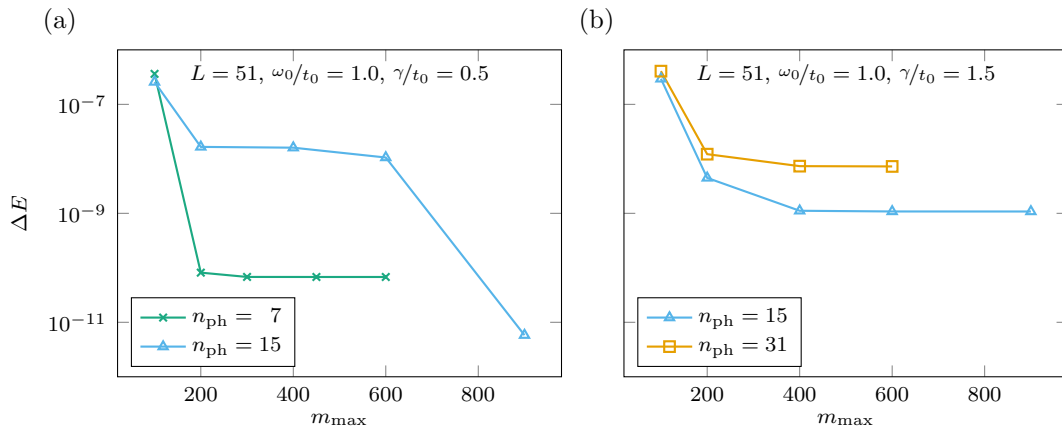 (a)
L = 51, ω0/t0 = 1.0, γ/t0 = 0.5
10−7
10−9
10−11
ΔE
nph = 7
nph = 15
200 400 600 800
mmax
(b)
L = 51, ω0/t0 = 1.0, γ/t0 = 1.5
nph = 15
nph = 31
200 400 600 800
mmax